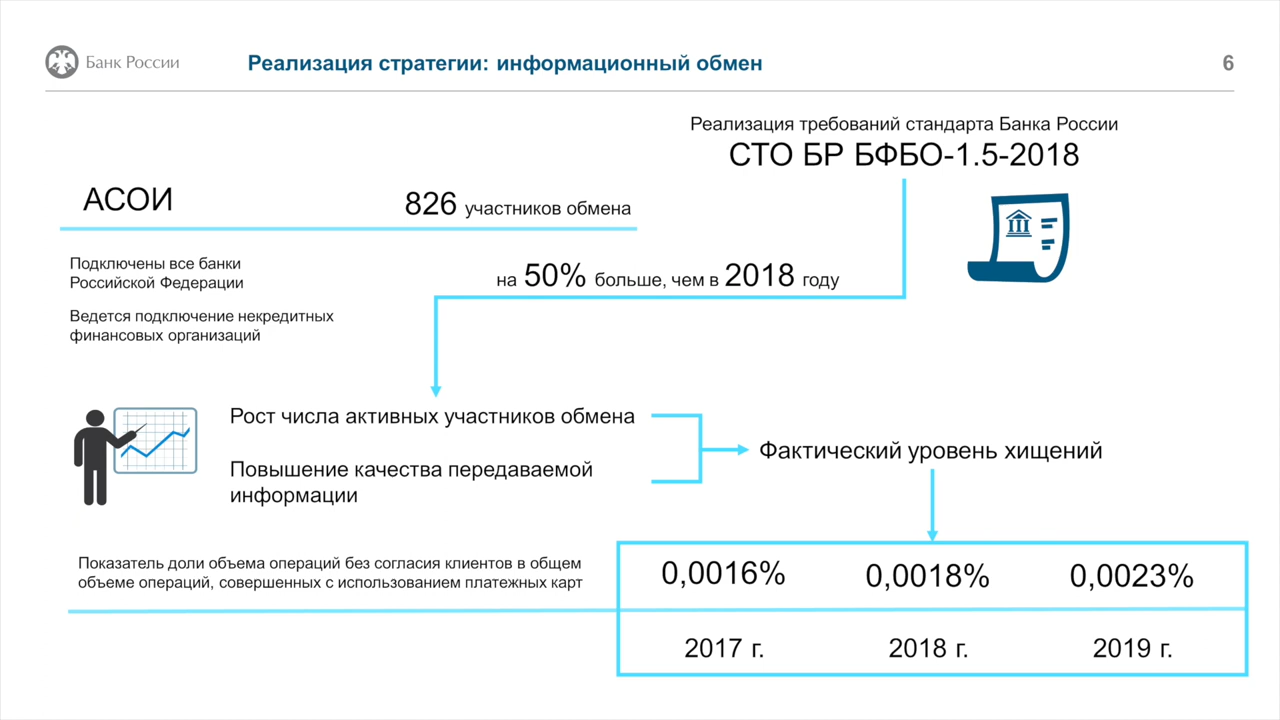 Банк России
Реализация стратегии: информационный обмен
6
Реализация требований стандарта Банка России
СТО БР БФБО-1.5-2018
АСОИ
826 участников обмена
Подключены все банки
Российской Федерации
на 50% больше, чем в 2018 году
Ведется подключение некредитных
финансовых организаций
Рост числа активных участников обмена
Повышение качества передаваемой
информации
Фактический уровень хищений
Показатель доли объема операций без согласия клиентов в общем
объеме операций, совершенных с использованием платежных карт
0,0016% 0,0018% 0,0023%
2017 г. 2018 г. 2019 г.